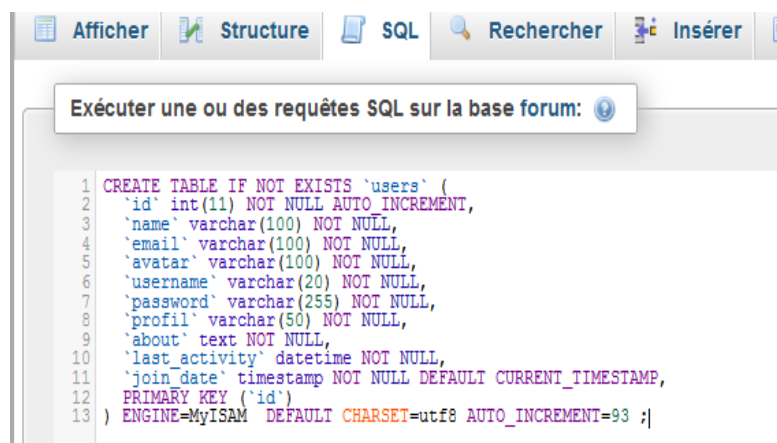 Afficher Structure SQL Rechercher Insérer
Exécuter une ou des requêtes SQL sur la base forum:
1 CREATE TABLE IF NOT EXISTS `users` (
2 `id` int(11) NOT NULL AUTO_INCREMENT,
3 `name` varchar(100) NOT NULL,
4 `email` varchar(100) NOT NULL,
5 `avatar` varchar(100) NOT NULL,
6 `username` varchar(20) NOT NULL,
7 `password` varchar(255) NOT NULL,
8 `profil` varchar(50) NOT NULL,
9 `about` text NOT NULL,
10 `last_activity` datetime NOT NULL,
11 `join_date` timestamp NOT NULL DEFAULT CURRENT_TIMESTAMP,
12 PRIMARY KEY (`id`)
13 ) ENGINE=MyISAM DEFAULT CHARSET=utf8 AUTO_INCREMENT=93 ;